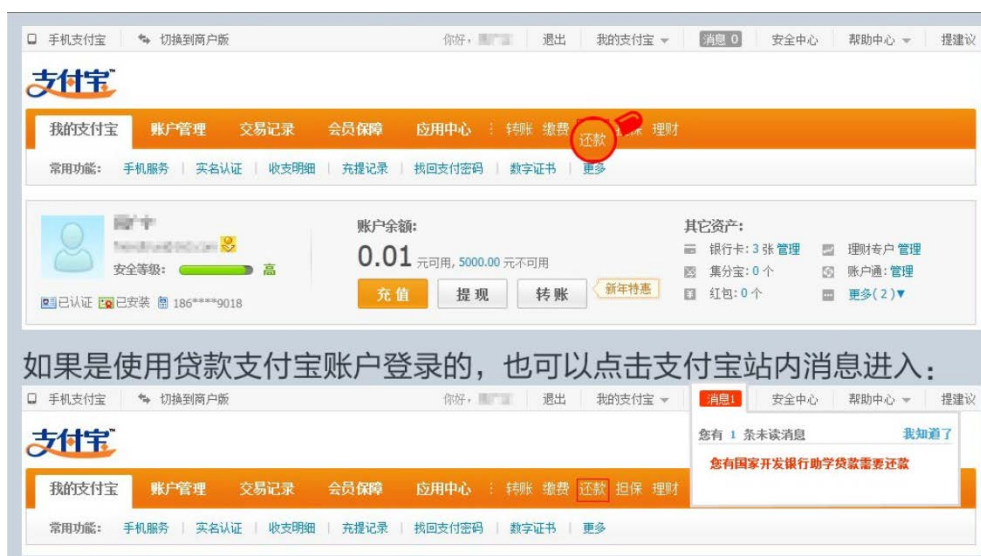 手机支付宝 切换到商户版 你好, 退出 我的支付宝 消息 0 安全中心 帮助中心 提建议
支付宝
我的支付宝 账户管理 交易记录 会员保障 应用中心 转账 缴费 还款 理财
常用功能: 手机服务 | 实名认证 | 收支明细 | 充提记录 | 找回支付密码 | 数字证书 | 更多
账户余额:
0.01 元可用, 5000.00 元不可用
安全等级: 高
充值 提现 转账 新年特惠
已认证 已安装 186****9018
其它资产:
银行卡: 3 张 管理 理财专户 管理
集分宝: 0 个 账户通: 管理
红包: 0 个 更多( 2 )▼
如果是使用贷款支付宝账户登录的，也可以点击支付宝站内消息进入：
手机支付宝 切换到商户版 你好, 退出 我的支付宝 消息1 安全中心 帮助中心 提建议
支付宝
您有 1 条未读消息 我知道了
您有国家开发银行助学贷款需要还款
我的支付宝 账户管理 交易记录 会员保障 应用中心 转账 缴费 还款 担保 理财
常用功能: 手机服务 | 实名认证 | 收支明细 | 充提记录 | 找回支付密码 | 数字证书 | 更多